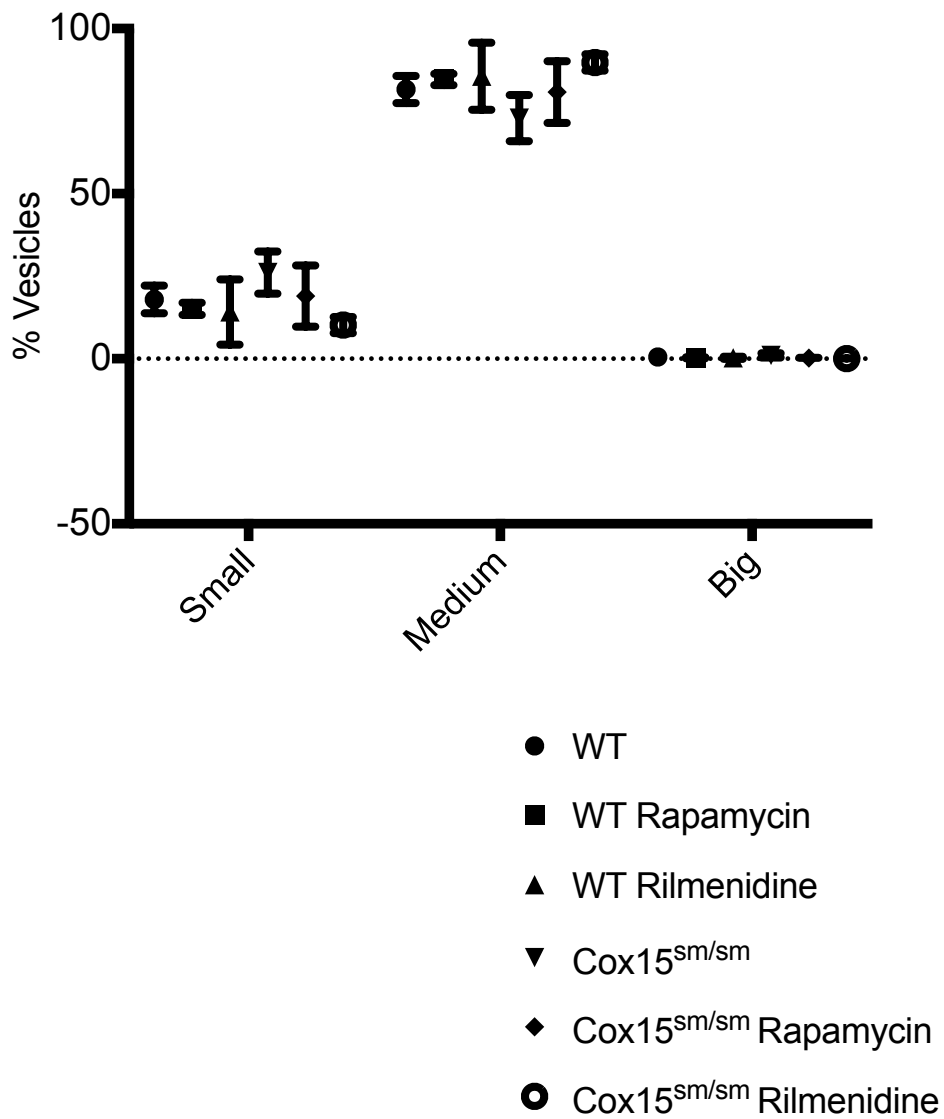 100
50
0
-50
% Vesicles
Small
Medium
Big
WT
WT Rapamycin
WT Rilmenidine
Cox15sm/sm
Cox15sm/sm Rapamycin
Cox15sm/sm Rilmenidine